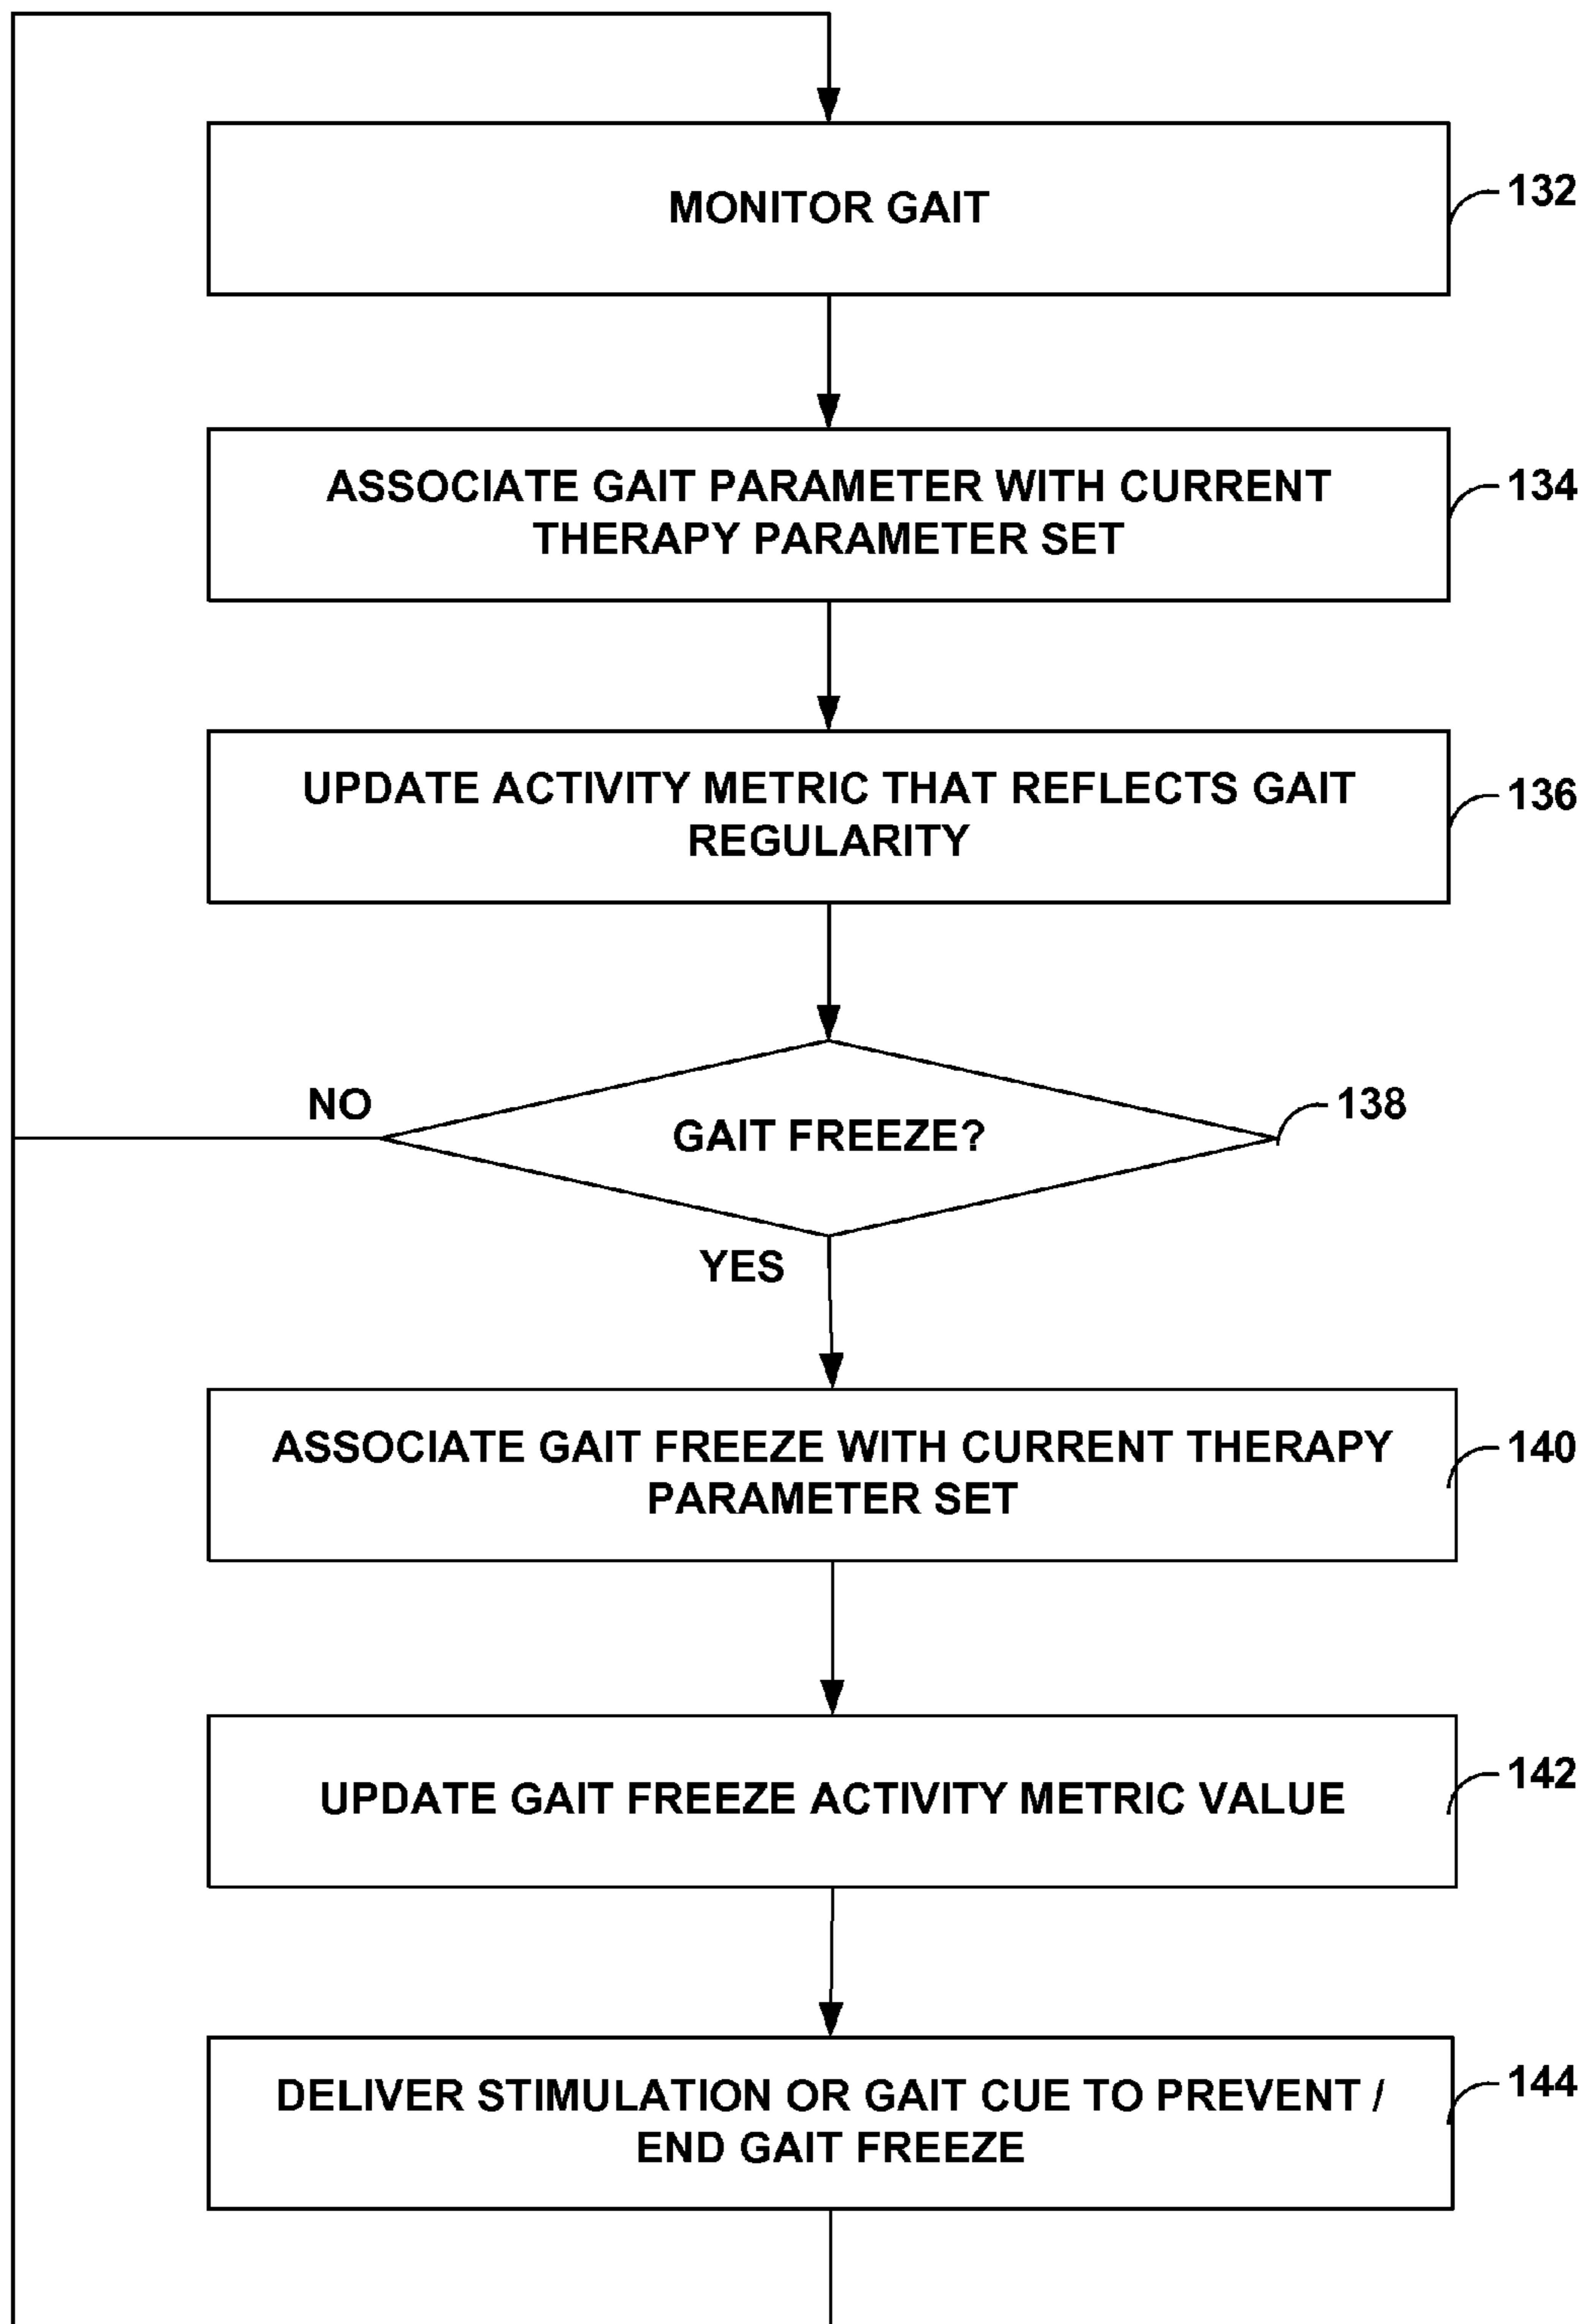 MONITOR GAIT
132
ASSOCIATE GAIT PARAMETER WITH CURRENT
THERAPY PARAMETER SET
134
UPDATE ACTIVITY METRIC THAT REFLECTS GAIT
REGULARITY
136
NO
GAIT FREEZE?
138
YES
ASSOCIATE GAIT FREEZE WITH CURRENT THERAPY
PARAMETER SET
140
UPDATE GAIT FREEZE ACTIVITY METRIC VALUE
142
DELIVER STIMULATION OR GAIT CUE TO PREVENT /
END GAIT FREEZE
144